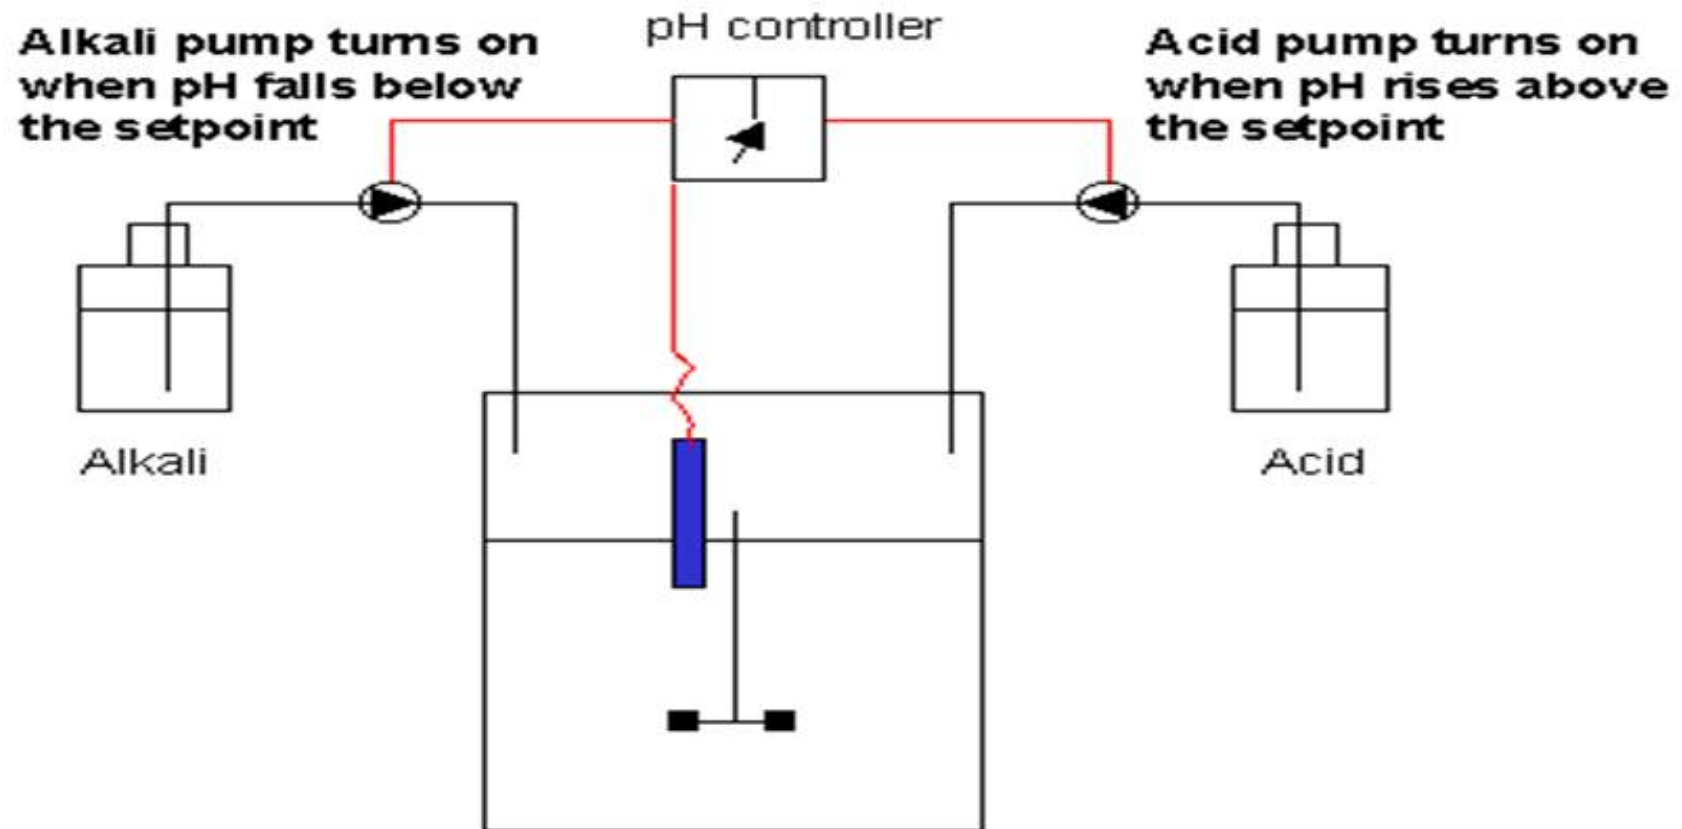 pH controller
Alkali pump turns on
when pH falls below
the setpoint
Acid pump turns on
when pH rises above
the setpoint
Alkali
Acid